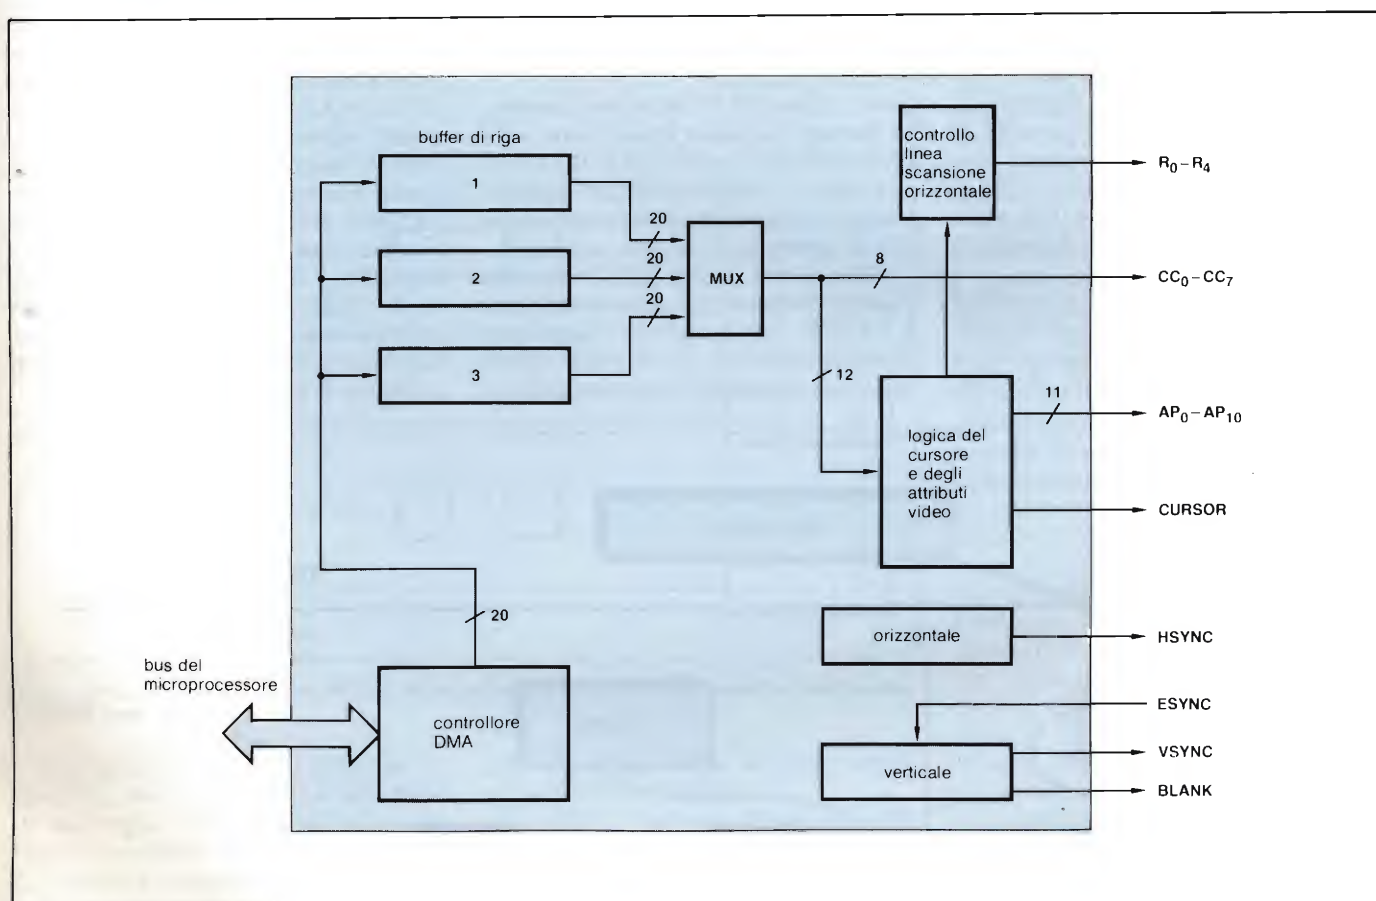 buffer di riga
1
2
3
20
20
20
MUX
8
12
controllo
linea
scansione
orizzontale
R₀–R₄
CC₀–CC₇
11
AP₀–AP₁₀
logica del
cursore
e degli
attributi
video
CURSOR
20
orizzontale
HSYNC
bus del
microprocessore
controllore
DMA
ESYNC
verticale
VSYNC
BLANK